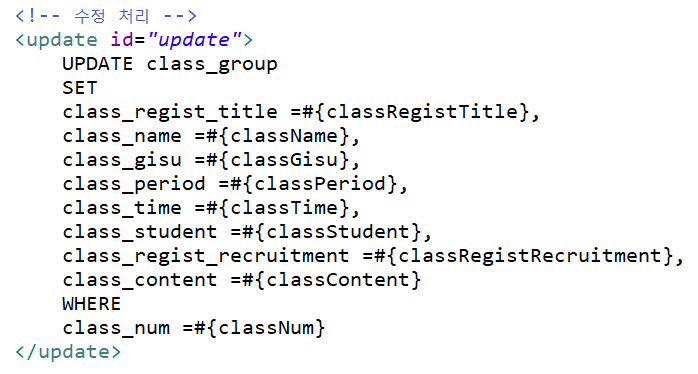 <!-- 수정 처리 -->
<update id="update">
UPDATE class_group
SET
class_regist_title =#{classRegistTitle},
class_name =#{className},
class_gisu =#{classGisu},
class_period =#{classPeriod},
class_time =#{classTime},
class_student =#{classStudent},
class_regist_recruitment =#{classRegistRecruitment},
class_content =#{classContent}
WHERE
class_num =#{classNum}
</update>